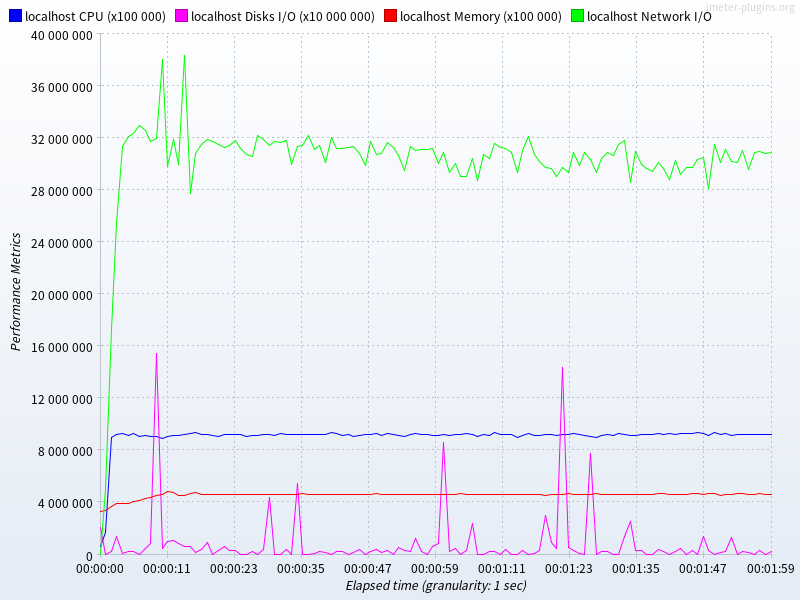 jmeter-plugins.org
localhost CPU (x100 000) localhost Disks I/O (x10 000 000) localhost Memory (x100 000) localhost Network I/O
40 000 000
36 000 000
32 000 000
28 000 000
24 000 000
20 000 000
16 000 000
12 000 000
8 000 000
4 000 000
0
Performance Metrics
00:00:00 00:00:11 00:00:23 00:00:35 00:00:47 00:00:59 00:01:11 00:01:23 00:01:35 00:01:47 00:01:59
Elapsed time (granularity: 1 sec)